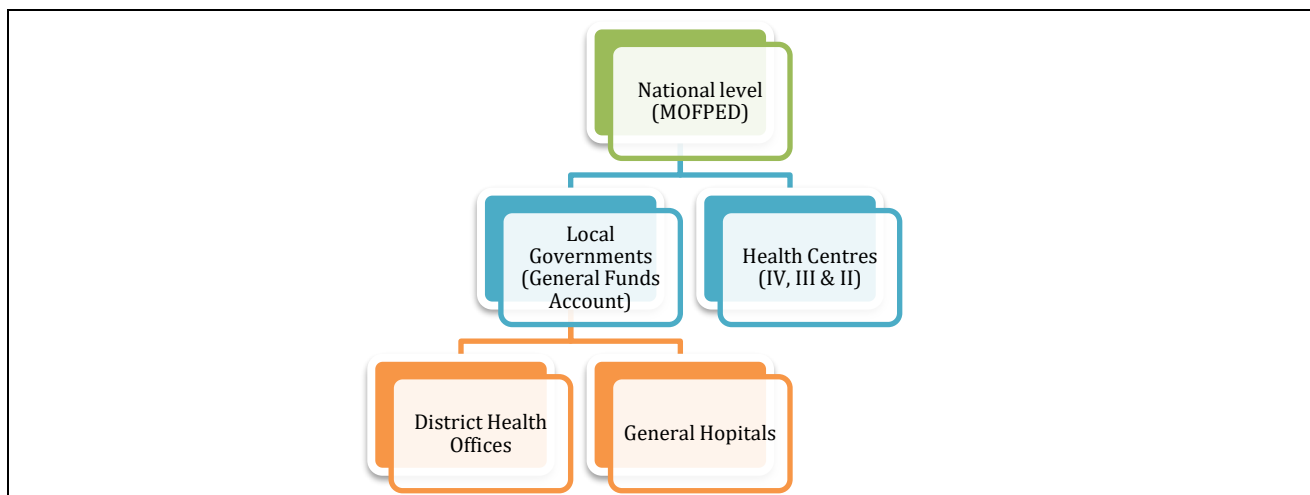 National level
(MOFPED)
Local
Governments
(General Funds
Account)
Health Centres
(IV, III & II)
District Health
Offices
General Hopitals